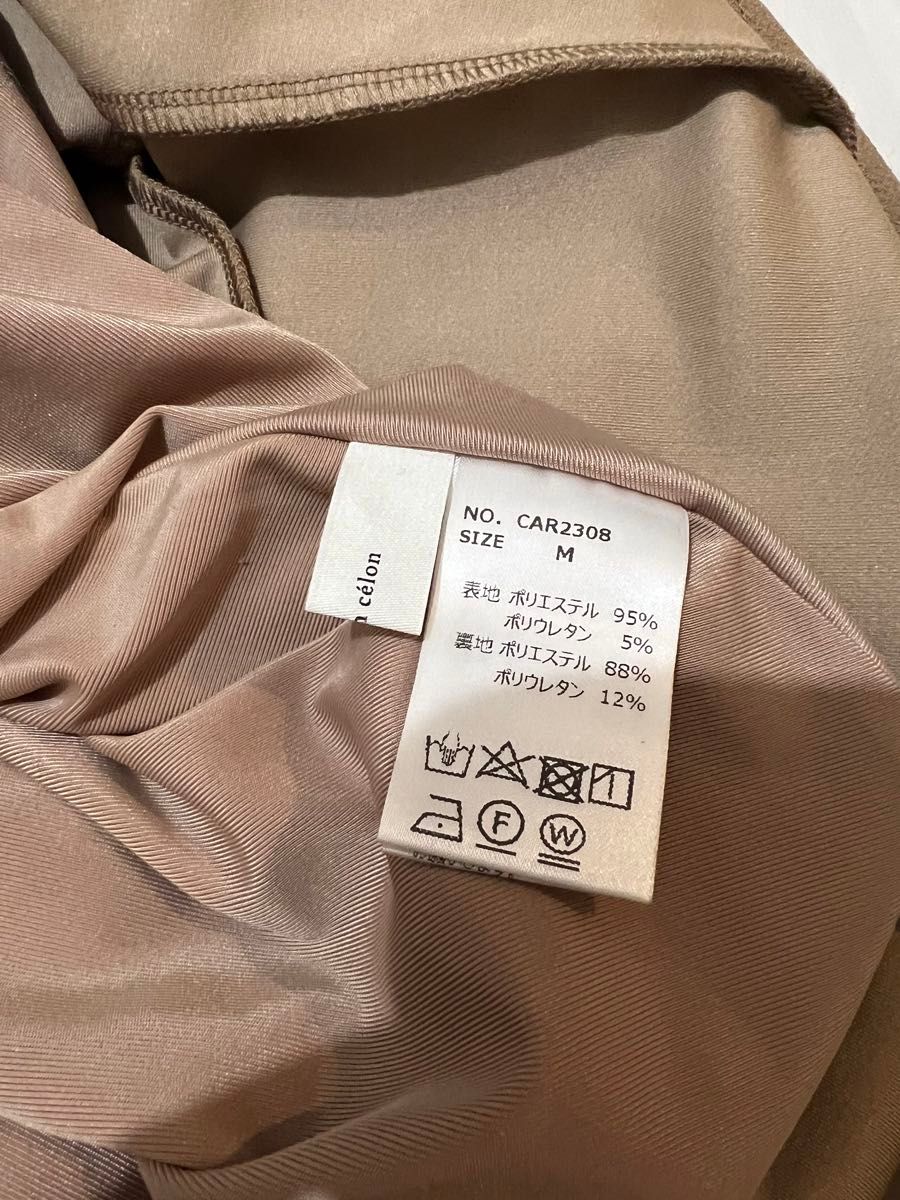 célon
NO. CAR2308
SIZE M
表地 ポリエステル 95%
ポリウレタン 5%
裏地 ポリエステル 88%
ポリウレタン 12%
F
W